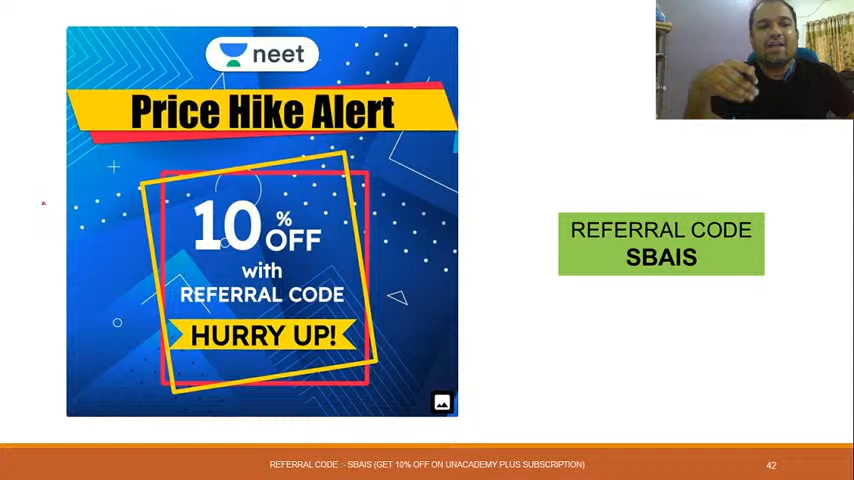 neet
Price Hike Alert
10% OFF
with
REFERRAL CODE
HURRY UP!
REFERRAL CODE
SBAIS
REFERRAL CODE :- SBAIS (GET 10% OFF ON UNACADEMY PLUS SUBSCRIPTION)
42